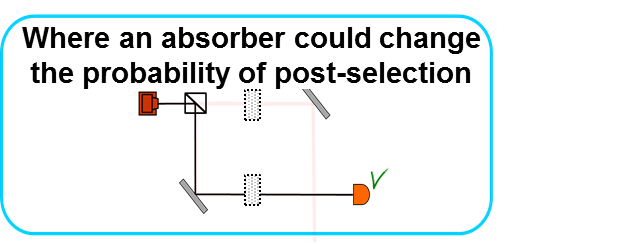 Where an absorber could change
the probability of post-selection